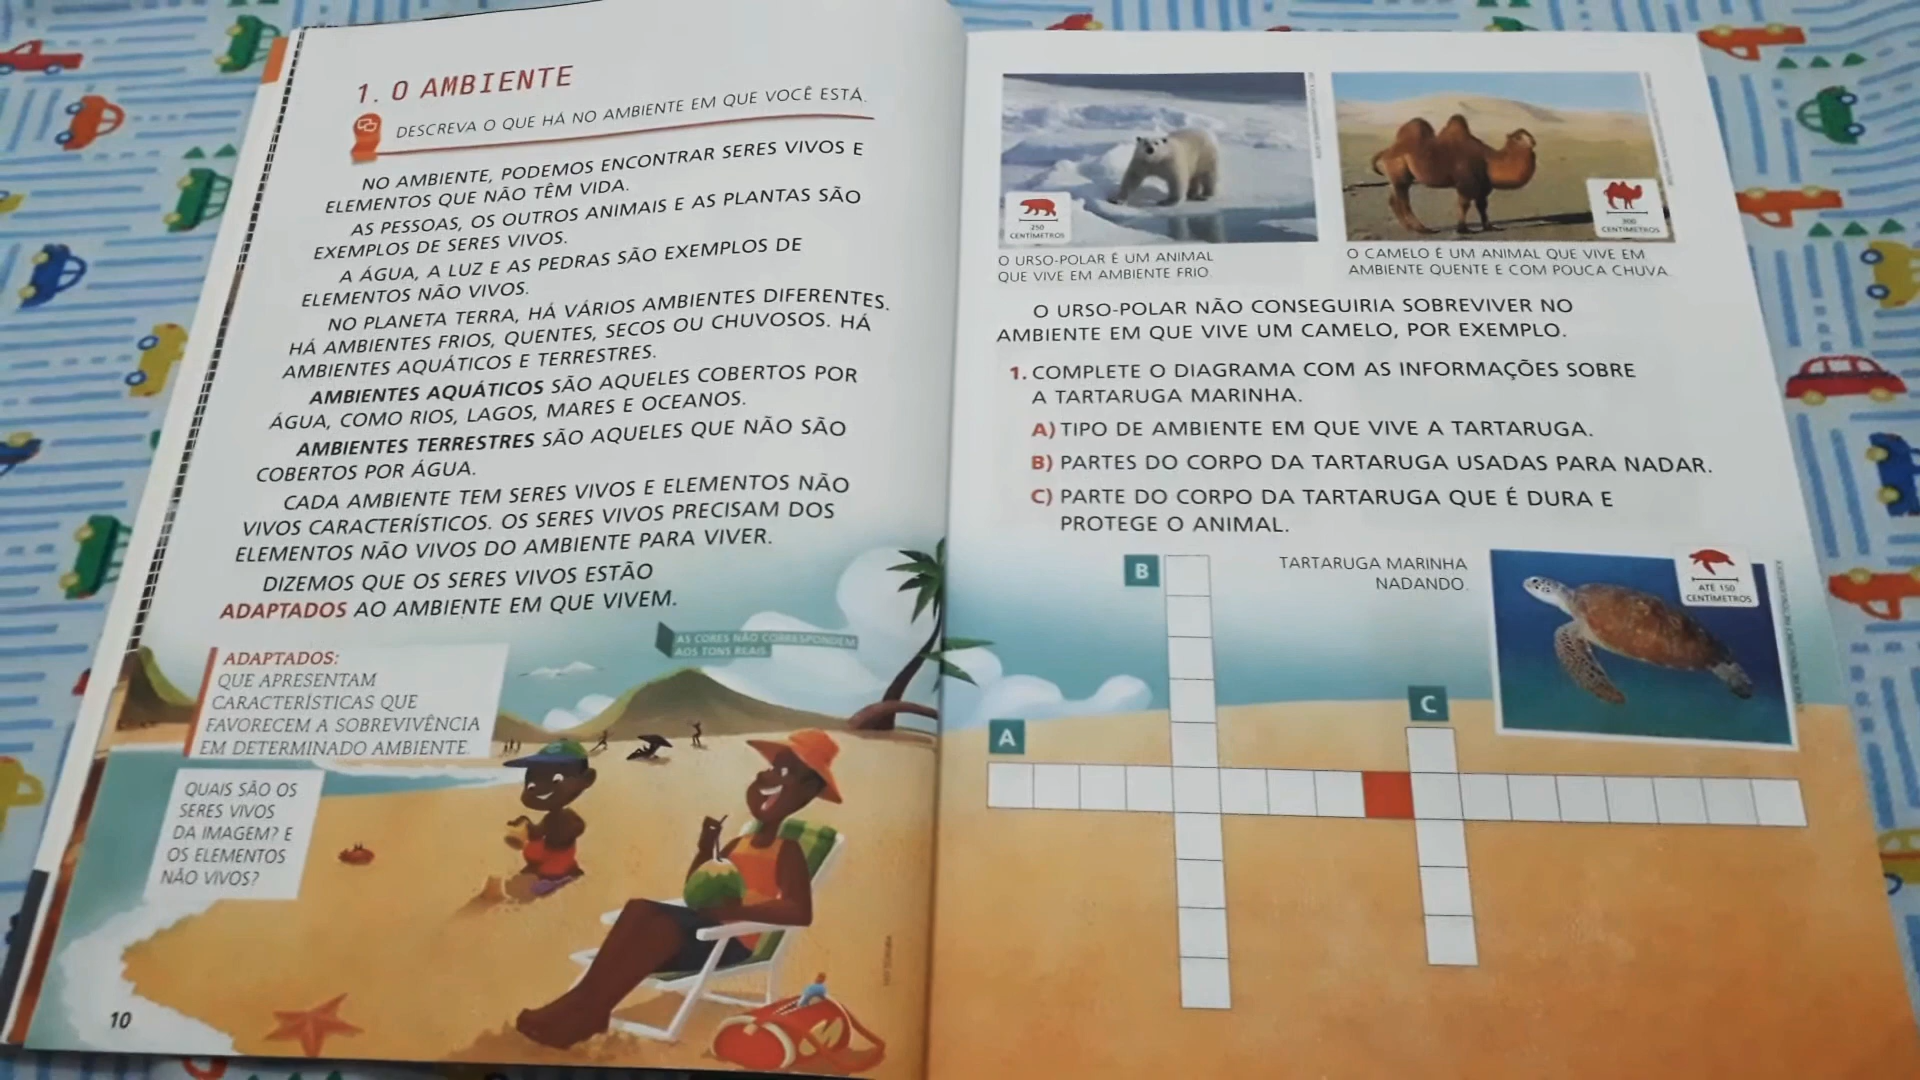 1. O AMBIENTE
DESCREVA O QUE HÁ NO AMBIENTE EM QUE VOCÊ ESTÁ.
NO AMBIENTE, PODEMOS ENCONTRAR SERES VIVOS E
ELEMENTOS QUE NÃO TÊM VIDA.
AS PESSOAS, OS OUTROS ANIMAIS E AS PLANTAS SÃO
EXEMPLOS DE SERES VIVOS.
A ÁGUA, A LUZ E AS PEDRAS SÃO EXEMPLOS DE
ELEMENTOS NÃO VIVOS.
NO PLANETA TERRA, HÁ VÁRIOS AMBIENTES DIFERENTES.
HÁ AMBIENTES FRIOS, QUENTES, SECOS OU CHUVOSOS. HÁ
AMBIENTES AQUÁTICOS E TERRESTRES.
AMBIENTES AQUÁTICOS SÃO AQUELES COBERTOS POR
ÁGUA, COMO RIOS, LAGOS, MARES E OCEANOS.
AMBIENTES TERRESTRES SÃO AQUELES QUE NÃO SÃO
COBERTOS POR ÁGUA.
CADA AMBIENTE TEM SERES VIVOS E ELEMENTOS NÃO
VIVOS CARACTERÍSTICOS. OS SERES VIVOS PRECISAM DOS
ELEMENTOS NÃO VIVOS DO AMBIENTE PARA VIVER.
DIZEMOS QUE OS SERES VIVOS ESTÃO
ADAPTADOS AO AMBIENTE EM QUE VIVEM.
AS CORES NÃO CORRESPONDEM
AOS TONS REAIS.
ADAPTADOS:
QUE APRESENTAM
CARACTERÍSTICAS QUE
FAVORECEM A SOBREVIVÊNCIA
EM DETERMINADO AMBIENTE.
QUAIS SÃO OS
SERES VIVOS
DA IMAGEM? E
OS ELEMENTOS
NÃO VIVOS?
10
250
CENTÍMETROS
300
CENTÍMETROS
O URSO-POLAR É UM ANIMAL
QUE VIVE EM AMBIENTE FRIO.
O CAMELO É UM ANIMAL QUE VIVE EM
AMBIENTE QUENTE E COM POUCA CHUVA.
O URSO-POLAR NÃO CONSEGUIRIA SOBREVIVER NO
AMBIENTE EM QUE VIVE UM CAMELO, POR EXEMPLO.
1. COMPLETE O DIAGRAMA COM AS INFORMAÇÕES SOBRE
A TARTARUGA MARINHA.
A) TIPO DE AMBIENTE EM QUE VIVE A TARTARUGA.
B) PARTES DO CORPO DA TARTARUGA USADAS PARA NADAR.
C) PARTE DO CORPO DA TARTARUGA QUE É DURA E
PROTEGE O ANIMAL.
B
TARTARUGA MARINHA
NADANDO.
ATÉ 150
CENTÍMETROS
C
A